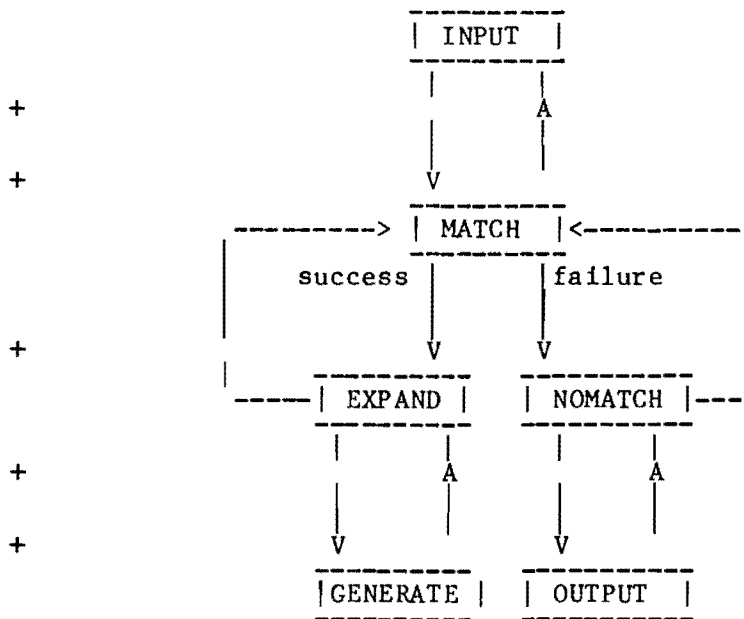 INPUT
+ A
+ V
MATCH
success failure
+ V V
EXPAND NOMATCH
+ A A
+ V V
GENERATE OUTPUT